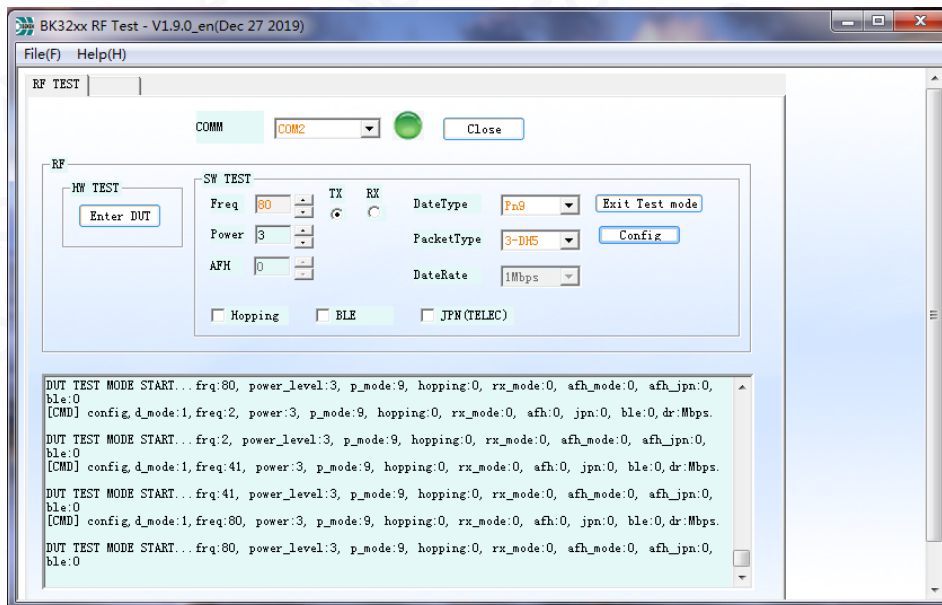 BK32xx RF Test - V1.9.0_en(Dec 27 2019)
File(F) Help(H)
RF TEST
COMM COM2 Close
RF
HW TEST
Enter DUT
SW TEST
Freq 80 TX RX DateType Pn9 Exit Test mode
Power 3 PacketType 3-DH5 Config
AFH 0 DateRate 1Mbps
Hopping BLE JPN(TELEC)
DUT TEST MODE START...frq:80, power_level:3, p_mode:9, hopping:0, rx_mode:0, afh_mode:0, afh_jpn:0,
ble:0
[CMD] config,d_mode:1,freq:2, power:3, p_mode:9, hopping:0, rx_mode:0, afh:0, jpn:0, ble:0,dr:Mbps.
DUT TEST MODE START...frq:2, power_level:3, p_mode:9, hopping:0, rx_mode:0, afh_mode:0, afh_jpn:0,
ble:0
[CMD] config,d_mode:1,freq:41, power:3, p_mode:9, hopping:0, rx_mode:0, afh:0, jpn:0, ble:0,dr:Mbps.
DUT TEST MODE START...frq:41, power_level:3, p_mode:9, hopping:0, rx_mode:0, afh_mode:0, afh_jpn:0,
ble:0
[CMD] config,d_mode:1,freq:80, power:3, p_mode:9, hopping:0, rx_mode:0, afh:0, jpn:0, ble:0,dr:Mbps.
DUT TEST MODE START...frq:80, power_level:3, p_mode:9, hopping:0, rx_mode:0, afh_mode:0, afh_jpn:0,
ble:0